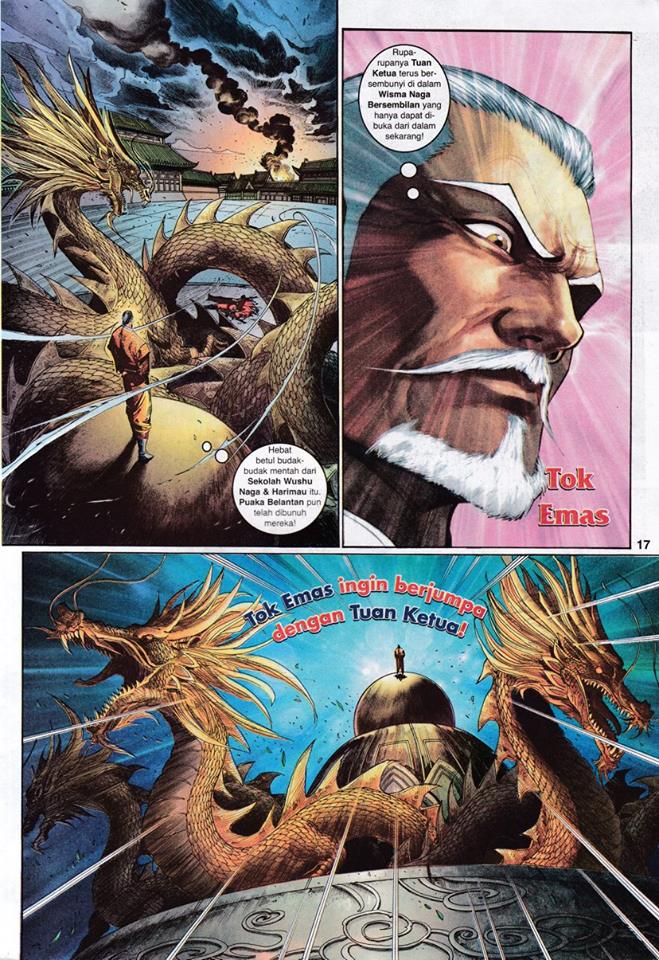 Hebat
betul budak-
budak mentah dari
Sekolah Wushu
Naga & Harimau itu.
Puaka Belantan pun
telah dibunuh
mereka!
Rupa-
rupanya Tuan
Ketua terus ber-
sembunyi di dalam
Wisma Naga
Bersembilan yang
hanya dapat di-
buka dari dalam
sekarang!
Tok
Emas
17
Tok Emas ingin berjumpa
dengan Tuan Ketua!